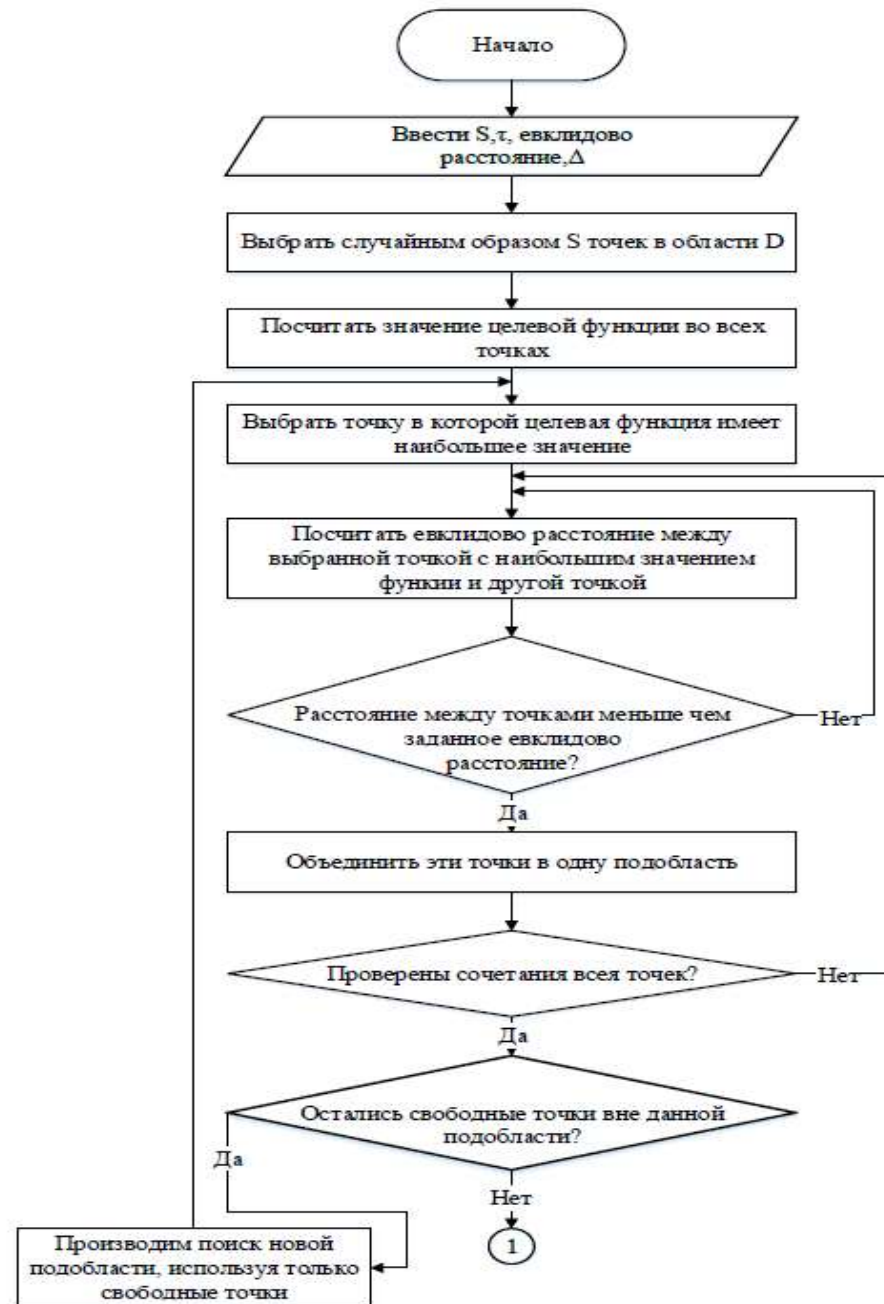 Начало
Ввести S,τ, евклидово
расстояние,Δ
Выбрать случайным образом S точек в области D
Посчитать значение целевой функции во всех
точках
Выбрать точку в которой целевая функция имеет
наибольшее значение
Посчитать евклидово расстояние между
выбранной точкой с наибольшим значением
функии и другой точкой
Расстояние между точками меньше чем
заданное евклидово
расстояние?
Нет
Да
Объединить эти точки в одну подобласть
Проверены сочетания всея точек?
Нет
Да
Остались свободные точки вне данной
подобласти?
Да
Нет
1
Производим поиск новой
подобласти, используя только
свободные точки